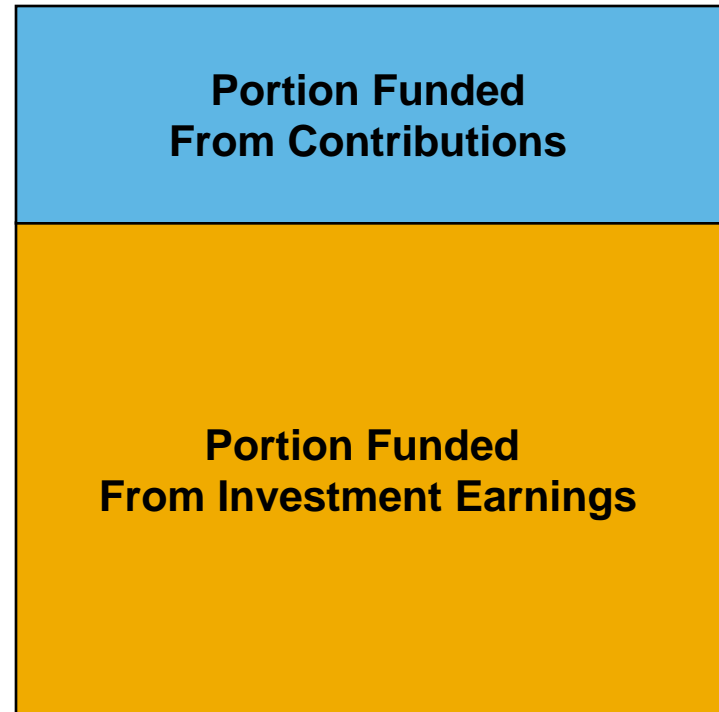 Portion Funded
From Contributions
Portion Funded
From Investment Earnings